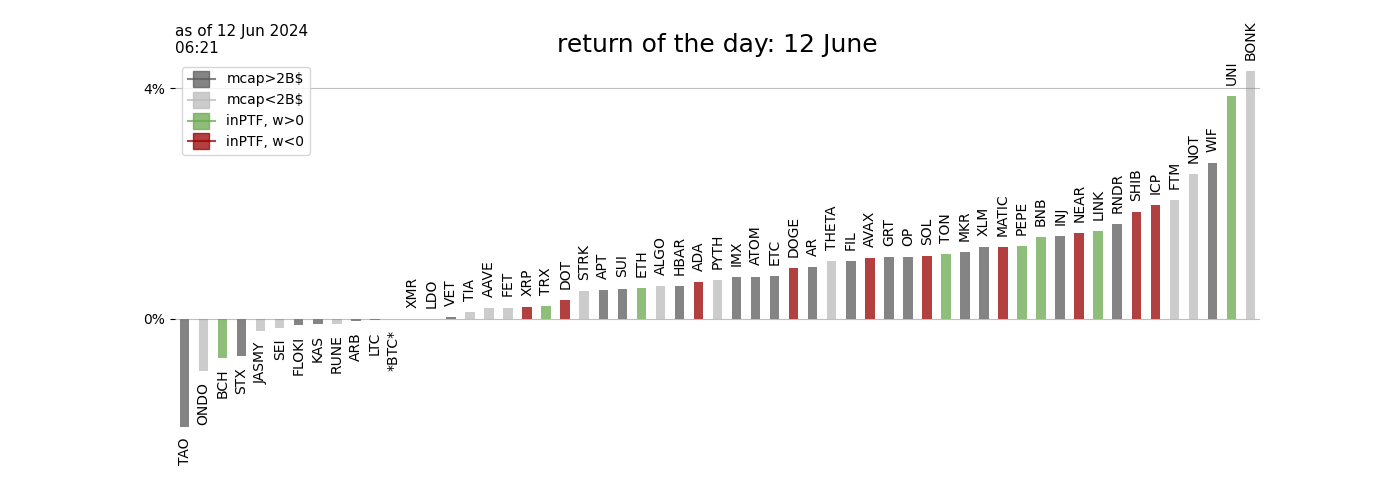 as of 12 Jun 2024
06:21
return of the day: 12 June
mcap>2B$
mcap<2B$
inPTF, w>0
inPTF, w<0
4%
0%
TAO
ONDO
BCH
STX
JASMY
SEI
FLOKI
KAS
RUNE
ARB
LTC
*BTC*
XMR
LDO
VET
TIA
AAVE
FET
XRP
TRX
DOT
STRK
APT
SUI
ETH
ALGO
HBAR
ADA
PYTH
IMX
ATOM
ETC
DOGE
AR
THETA
FIL
AVAX
GRT
OP
SOL
TON
MKR
XLM
MATIC
PEPE
BNB
INJ
NEAR
LINK
RNDR
SHIB
ICP
FTM
NOT
WIF
UNI
BONK